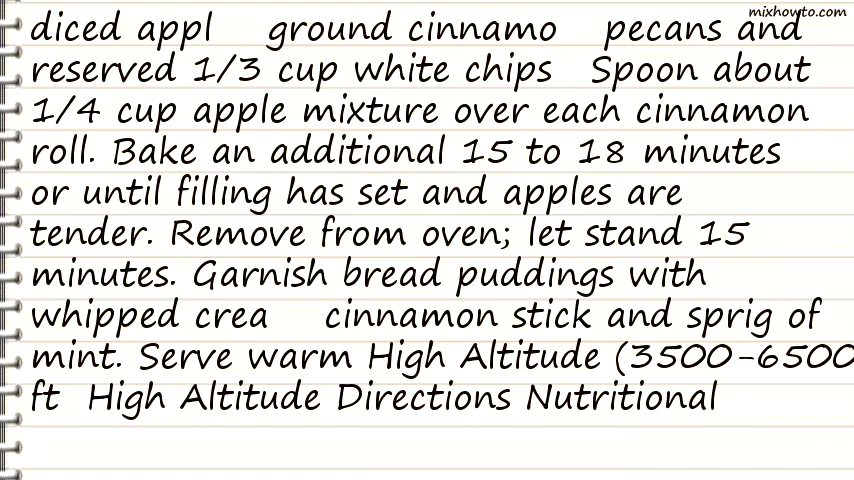 mixhowto.com
diced appl ground cinnamo pecans and
reserved 1/3 cup white chips Spoon about
1/4 cup apple mixture over each cinnamon
roll. Bake an additional 15 to 18 minutes
or until filling has set and apples are
tender. Remove from oven; let stand 15
minutes. Garnish bread puddings with
whipped crea cinnamon stick and sprig of
mint. Serve warm High Altitude (3500-6500
ft High Altitude Directions Nutritional